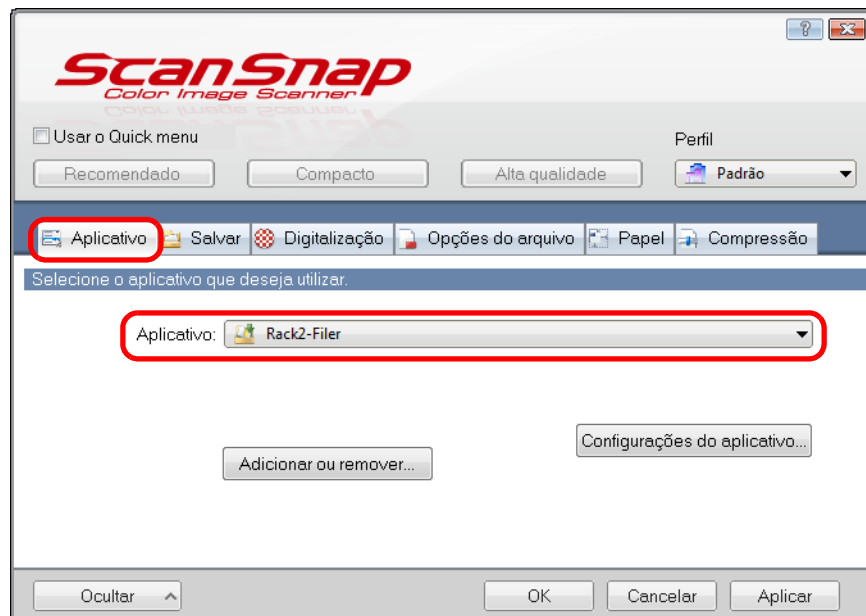 ScanSnap
Color Image Scanner
Usar o Quick menu
Perfil
Recomendado Compacto Alta qualidade Padrão
Aplicativo Salvar Digitalização Opções do arquivo Papel Compressão
Selecione o aplicativo que deseja utilizar.
Aplicativo: Rack2-Filer
Configurações do aplicativo...
Adicionar ou remover...
Ocultar OK Cancelar Aplicar